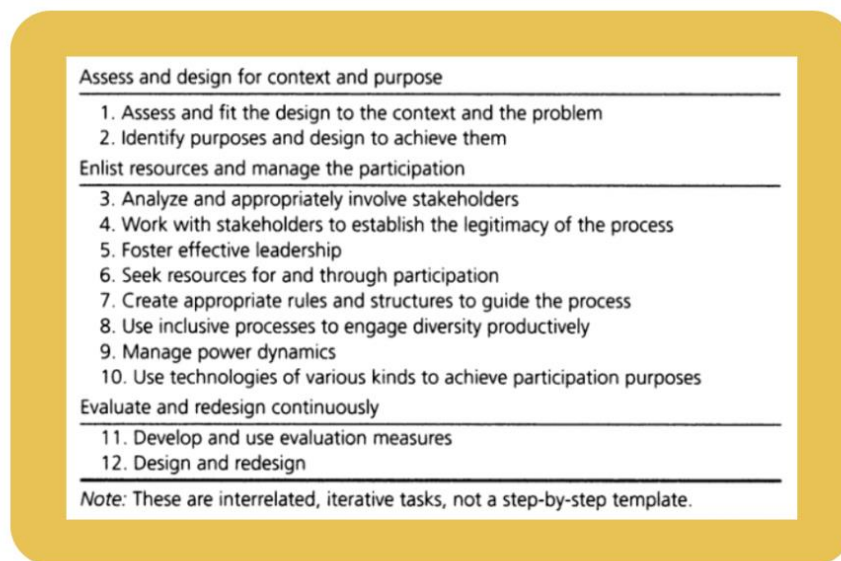 Assess and design for context and purpose
1. Assess and fit the design to the context and the problem
2. Identify purposes and design to achieve them
Enlist resources and manage the participation
3. Analyze and appropriately involve stakeholders
4. Work with stakeholders to establish the legitimacy of the process
5. Foster effective leadership
6. Seek resources for and through participation
7. Create appropriate rules and structures to guide the process
8. Use inclusive processes to engage diversity productively
9. Manage power dynamics
10. Use technologies of various kinds to achieve participation purposes
Evaluate and redesign continuously
11. Develop and use evaluation measures
12. Design and redesign
Note: These are interrelated, iterative tasks, not a step-by-step template.